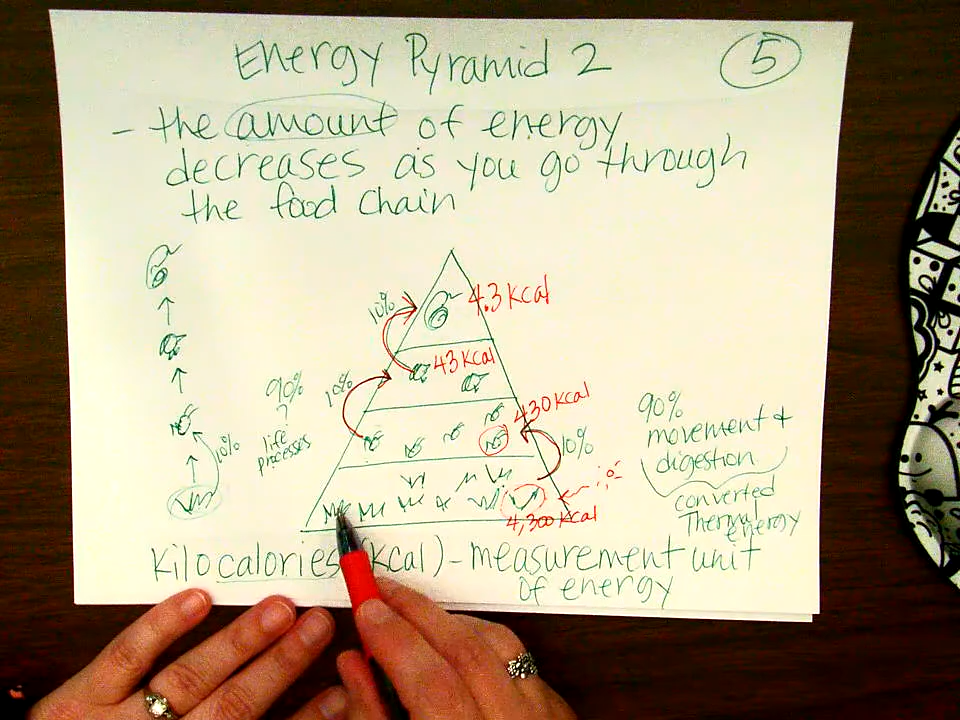 Energy Pyramid 2
5
- the amount of energy
decreases as you go through
the food chain
10%
4.3 kcal
10%
43 kcal
430 kcal
10%
4,300 kcal
90%
?
life
processes
10%
90%
movement &
digestion
converted
Thermal
energy
Kilocalories (kcal) - measurement unit
of energy